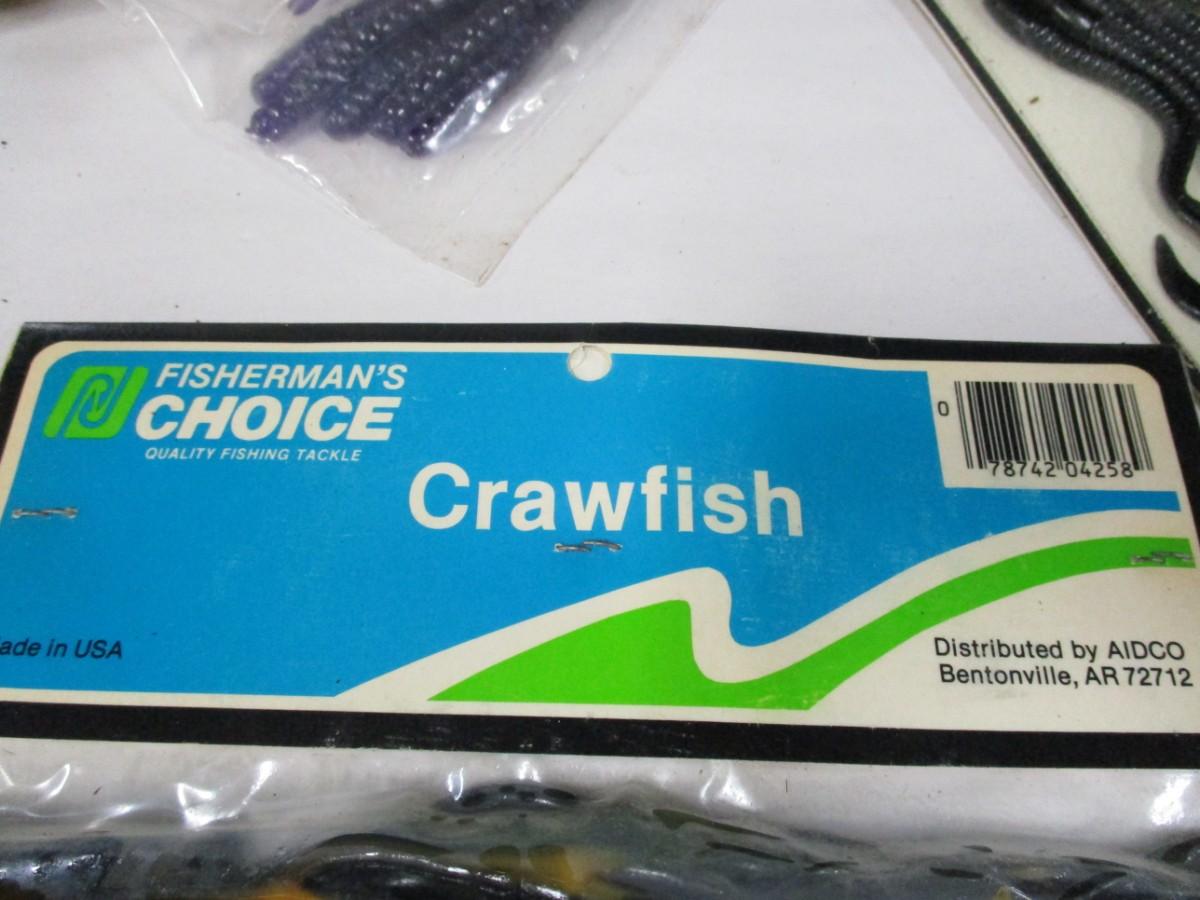 FISHERMAN'S
CHOICE
QUALITY FISHING TACKLE
Crawfish
0
78742 04258
ade in USA
Distributed by AIDCO
Bentonville, AR 72712